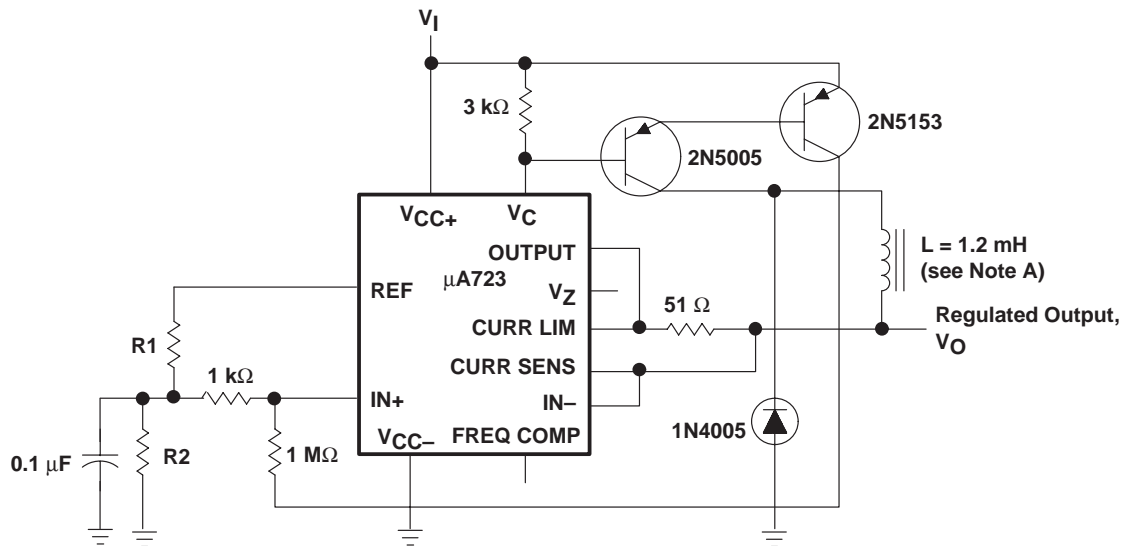 V_I
3 kΩ
2N5005
2N5153
V_CC+
V_C
OUTPUT
μA723
REF
V_Z
51 Ω
CURR LIM
CURR SENS
IN–
IN+
V_CC–
FREQ COMP
R1
1 kΩ
R2
0.1 μF
1 MΩ
1N4005
L = 1.2 mH
(see Note A)
Regulated Output,
V_O